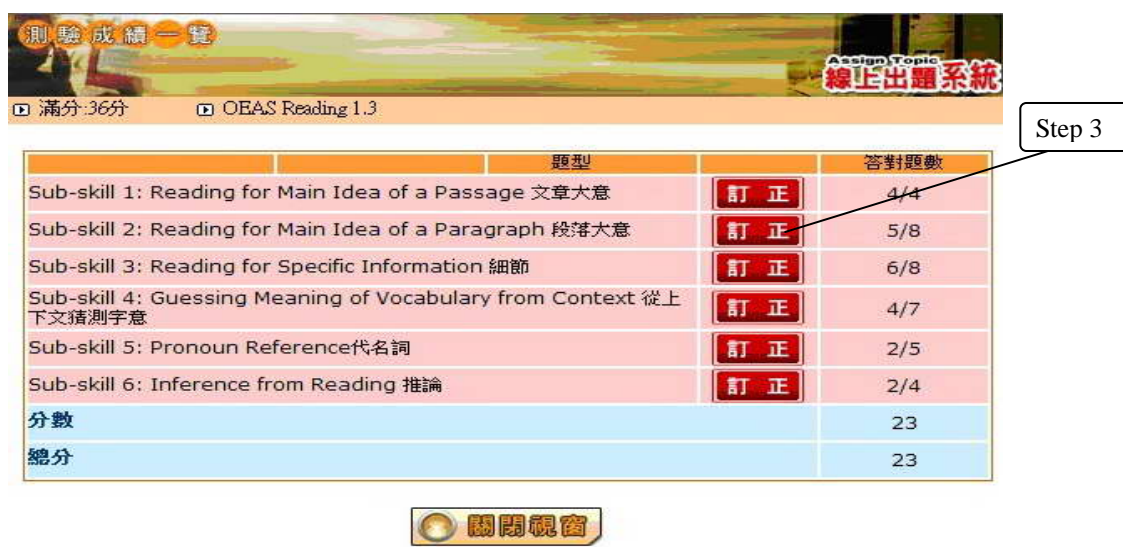 測驗成績一覽
Assign Topic
線上出題系統
滿分:36分 OEAS Reading 1.3
Step 3
題型 答對題數
Sub-skill 1: Reading for Main Idea of a Passage 文章大意 訂 正 4/4
Sub-skill 2: Reading for Main Idea of a Paragraph 段落大意 訂 正 5/8
Sub-skill 3: Reading for Specific Information 細節 訂 正 6/8
Sub-skill 4: Guessing Meaning of Vocabulary from Context 從上
下文猜測字意 訂 正 4/7
Sub-skill 5: Pronoun Reference代名詞 訂 正 2/5
Sub-skill 6: Inference from Reading 推論 訂 正 2/4
分數 23
總分 23
關閉視窗